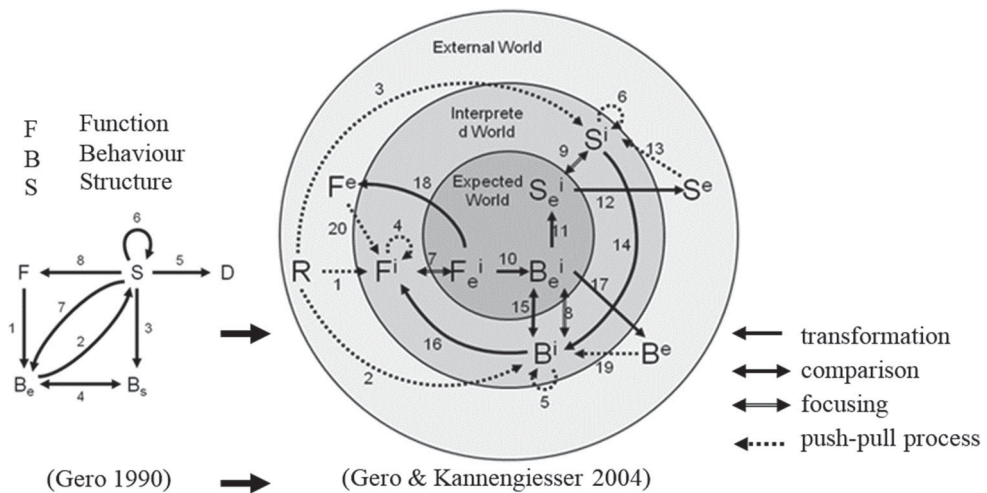 External World
Interprete
d World
Expected
World
F Function
B Behaviour
S Structure
6
F 8 S 5 D
7
1 2 3
Be 4 Bs
3
6
Si
9 13
Fe 18 Sei Se
12
20 4 11 14
R 1 Fi 7 Fei 10 Bei 17
15 8
16
2 Bi 19 Be
5
transformation
comparison
focusing
push-pull process
(Gero 1990) (Gero & Kannengiesser 2004)